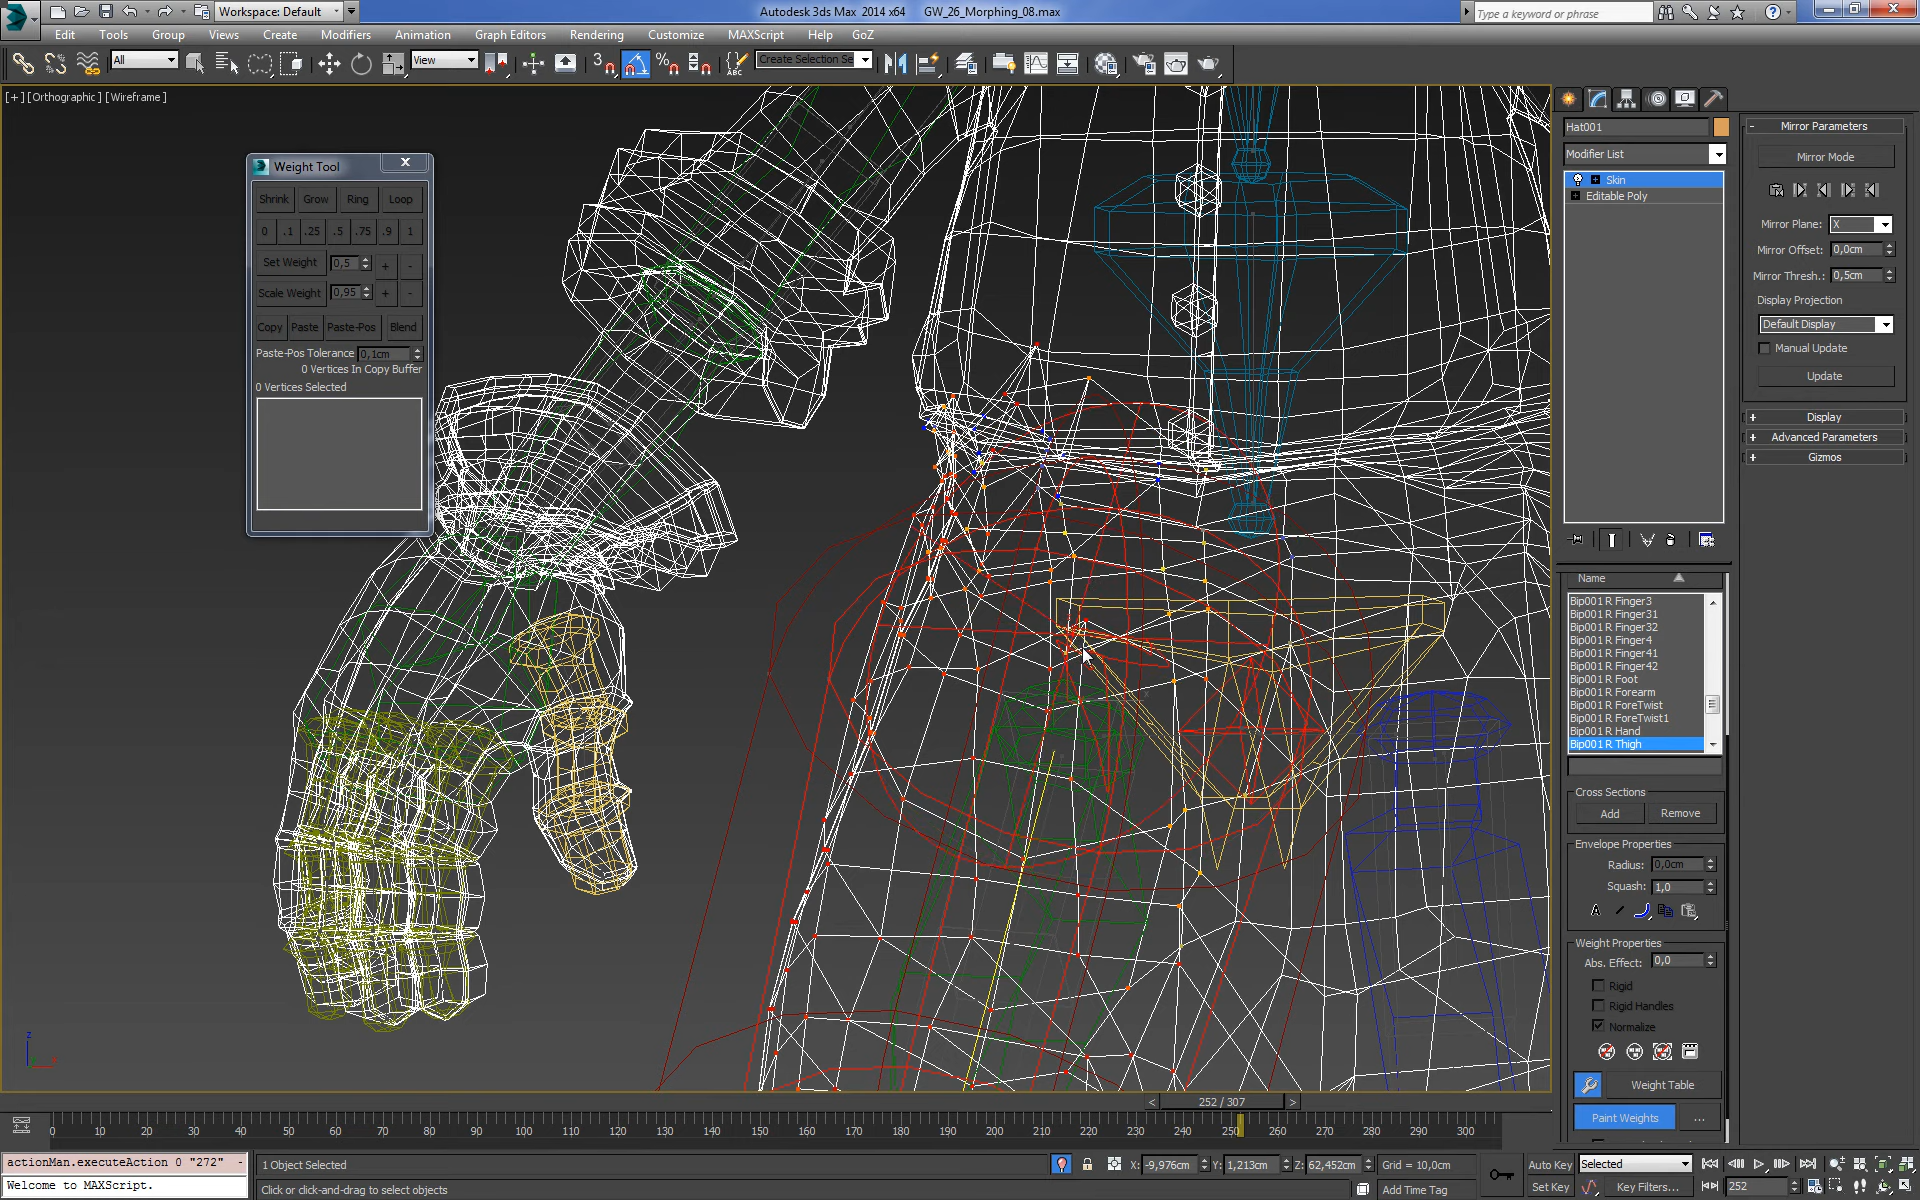 Workspace: Default
Autodesk 3ds Max 2014 x64 GW_26_Morphing_08.max
Type a keyword or phrase
Edit Tools Group Views Create Modifiers Animation Graph Editors Rendering Customize MAXScript Help GoZ
All View 3 Create Selection Se
[+] [Orthographic] [Wireframe]
Weight Tool
Shrink Grow Ring Loop
0 .1 .25 .5 .75 .9 1
Set Weight 0,5 + -
Scale Weight 0,95 + -
Copy Paste Paste-Pos Blend
Paste-Pos Tolerance 0,1cm
0 Vertices In Copy Buffer
0 Vertices Selected
Hat001
Modifier List
Skin
Editable Poly
Name
Bip001 R Finger3
Bip001 R Finger31
Bip001 R Finger32
Bip001 R Finger4
Bip001 R Finger41
Bip001 R Finger42
Bip001 R Foot
Bip001 R Forearm
Bip001 R ForeTwist
Bip001 R ForeTwist1
Bip001 R Hand
Bip001 R Thigh
Cross Sections
Add Remove
Envelope Properties
Radius: 0,0cm
Squash: 1,0
Weight Properties
Abs. Effect: 0,0
Rigid
Rigid Handles
Normalize
Weight Table
Paint Weights ...
Mirror Parameters
Mirror Mode
Mirror Plane: X
Mirror Offset: 0,0cm
Mirror Thresh.: 0,5cm
Display Projection
Default Display
Manual Update
Update
Display
Advanced Parameters
Gizmos
< 252 / 307 >
0 10 20 30 40 50 60 70 80 90 100 110 120 130 140 150 160 170 180 190 200 210 220 230 240 250 260 270 280 290 300
actionMan.executeAction 0 "272" -
Welcome to MAXScript.
1 Object Selected
Click or click-and-drag to select objects
X: -9,976cm Y: 1,213cm Z: 62,452cm Grid = 10,0cm
Add Time Tag
Auto Key Selected
Set Key Key Filters... 252
z